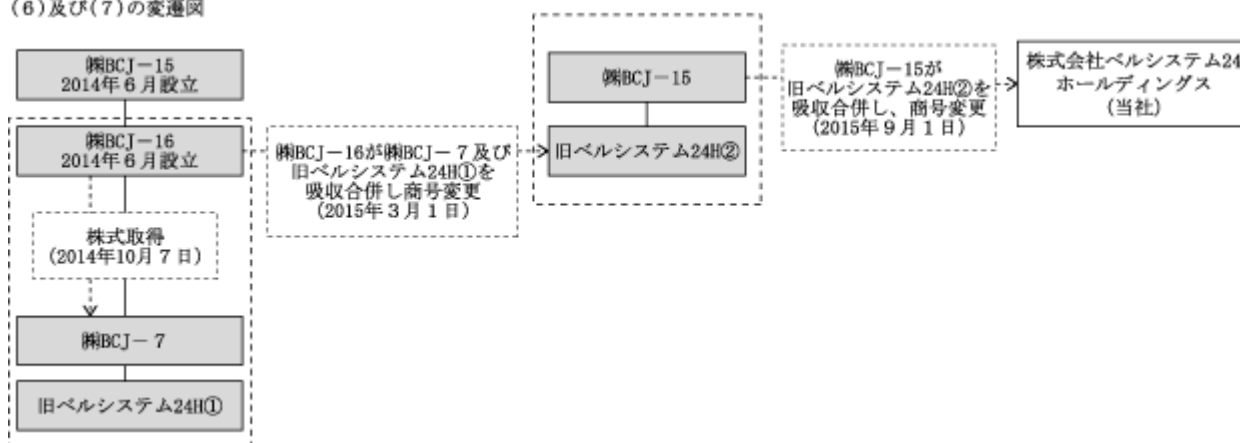 (6)及び(7)の変遷図
㈱BCJ－15
2014年６月設立
㈱BCJ－16
2014年６月設立
株式取得
(2014年10月７日)
㈱BCJ－７
旧ベルシステム24H①
㈱BCJ－16が㈱BCJ－７及び
旧ベルシステム24H①を
吸収合併し商号変更
(2015年３月１日)
㈱BCJ－15
旧ベルシステム24H②
㈱BCJ－15が
旧ベルシステム24H②を
吸収合併し、商号変更
(2015年９月１日)
株式会社ベルシステム24
ホールディングス
(当社)